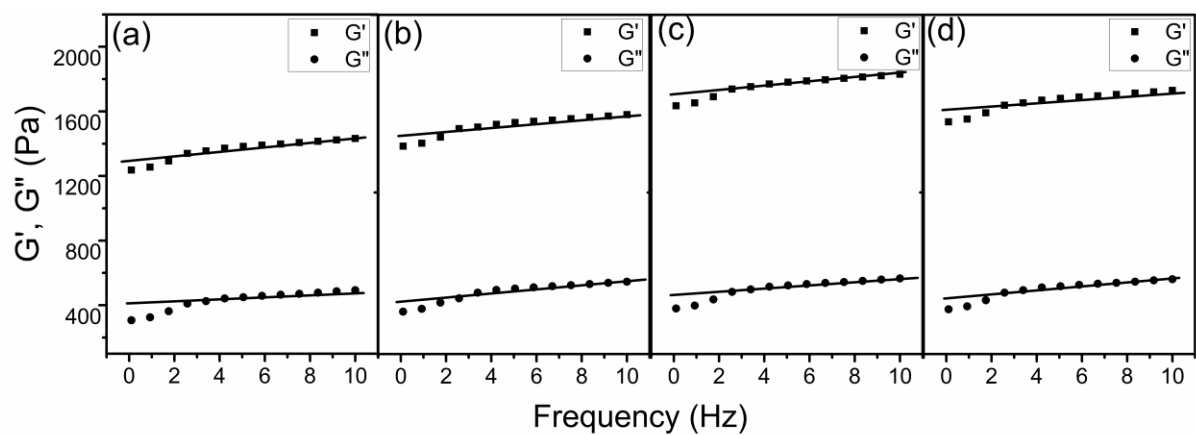 (a)
G'
G"
(b)
G'
G"
(c)
G'
G"
(d)
G'
G"
G', G" (Pa)
2000
1600
1200
800
400
0 2 4 6 8 10
0 2 4 6 8 10
0 2 4 6 8 10
0 2 4 6 8 10
Frequency (Hz)